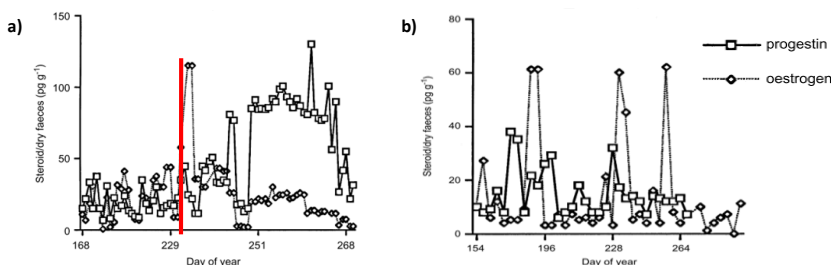 a)
Steroid/dry faeces (pg g⁻¹)
150
100
50
0
168
229
251
268
Day of year
b)
Steroid/dry faeces (pg g⁻¹)
80
60
40
20
0
154
196
228
264
Day of year
progestin
oestrogen